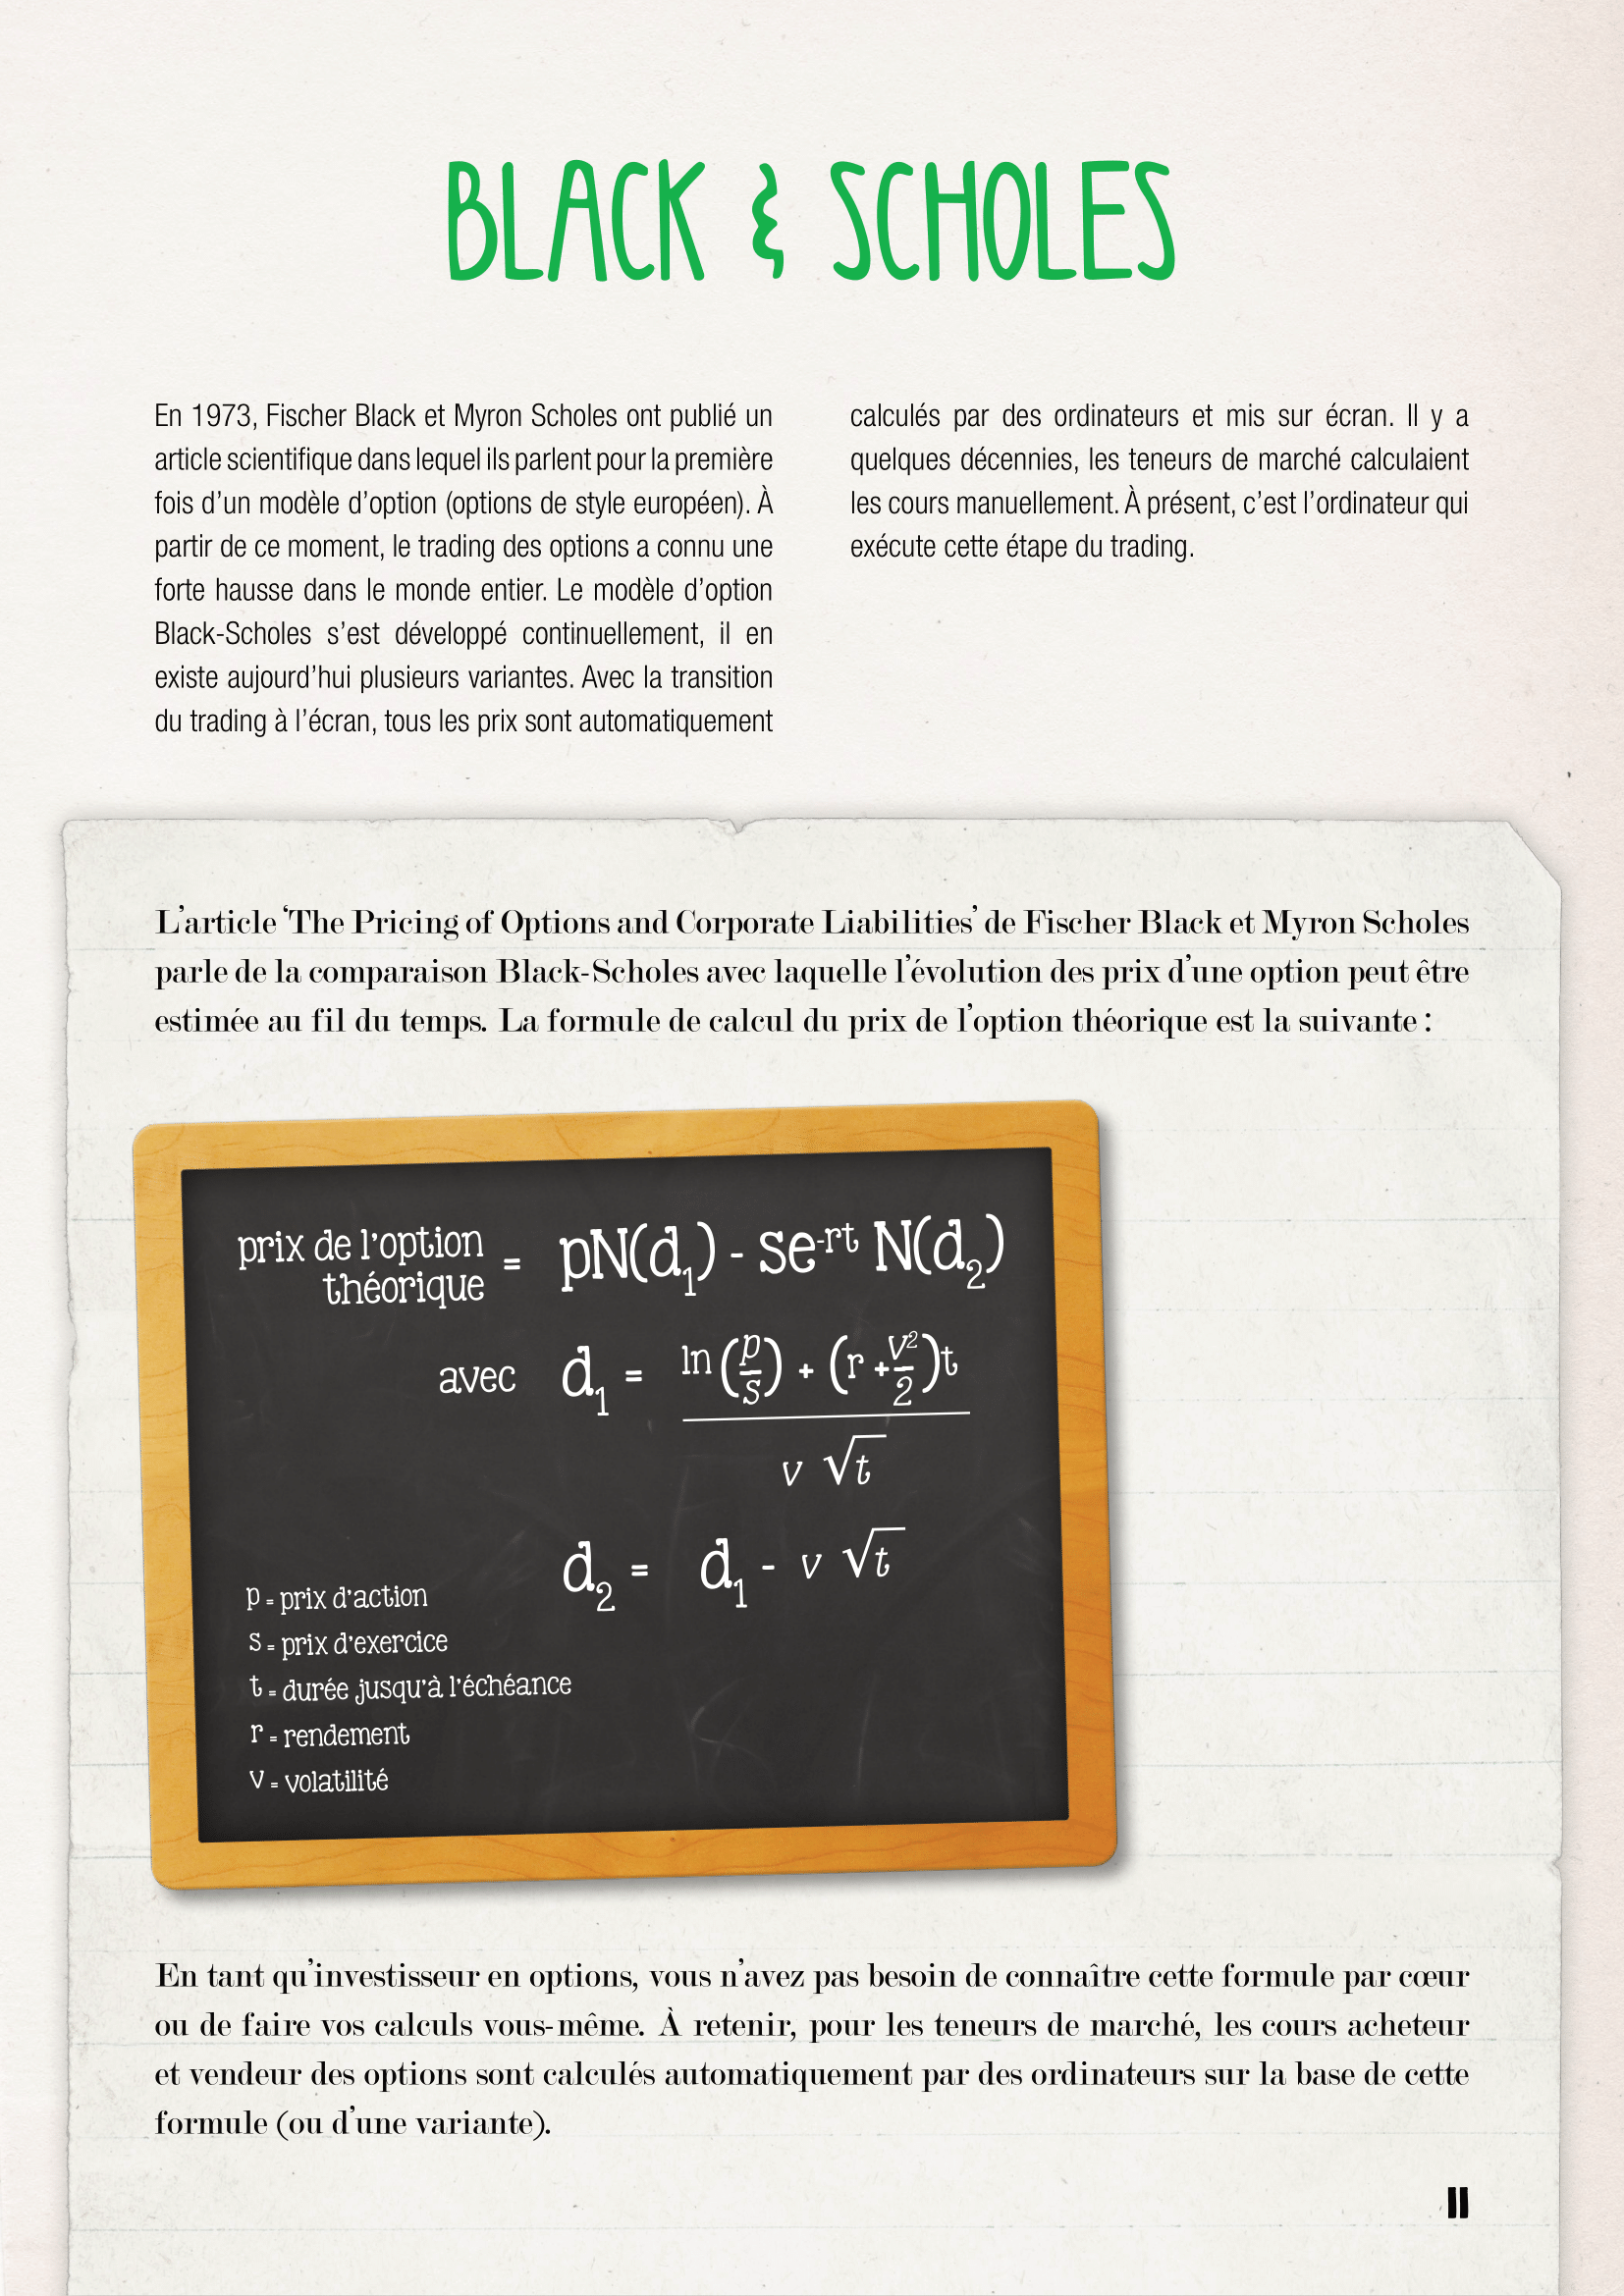 BLACK & SCHOLES
En 1973, Fischer Black et Myron Scholes ont publié un
article scientifique dans lequel ils parlent pour la première
fois d’un modèle d’option (options de style européen). À
partir de ce moment, le trading des options a connu une
forte hausse dans le monde entier. Le modèle d’option
Black-Scholes s’est développé continuellement, il en
existe aujourd’hui plusieurs variantes. Avec la transition
du trading à l’écran, tous les prix sont automatiquement
calculés par des ordinateurs et mis sur écran. Il y a
quelques décennies, les teneurs de marché calculaient
les cours manuellement. À présent, c’est l’ordinateur qui
exécute cette étape du trading.
L’article ‘The Pricing of Options and Corporate Liabilities’ de Fischer Black et Myron Scholes
parle de la comparaison Black-Scholes avec laquelle l’évolution des prix d’une option peut être
estimée au fil du temps. La formule de calcul du prix de l’option théorique est la suivante :
prix de l’option théorique = pN(d₁) - se^-rt N(d₂)
avec d₁ = (ln (p/s) + (r + v²/2)t) / (v √t)
d₂ = d₁ - v √t
p = prix d’action
s = prix d’exercice
t = durée jusqu’à l’échéance
r = rendement
v = volatilité
En tant qu’investisseur en options, vous n’avez pas besoin de connaître cette formule par cœur
ou de faire vos calculs vous-même. À retenir, pour les teneurs de marché, les cours acheteur
et vendeur des options sont calculés automatiquement par des ordinateurs sur la base de cette
formule (ou d’une variante).
11